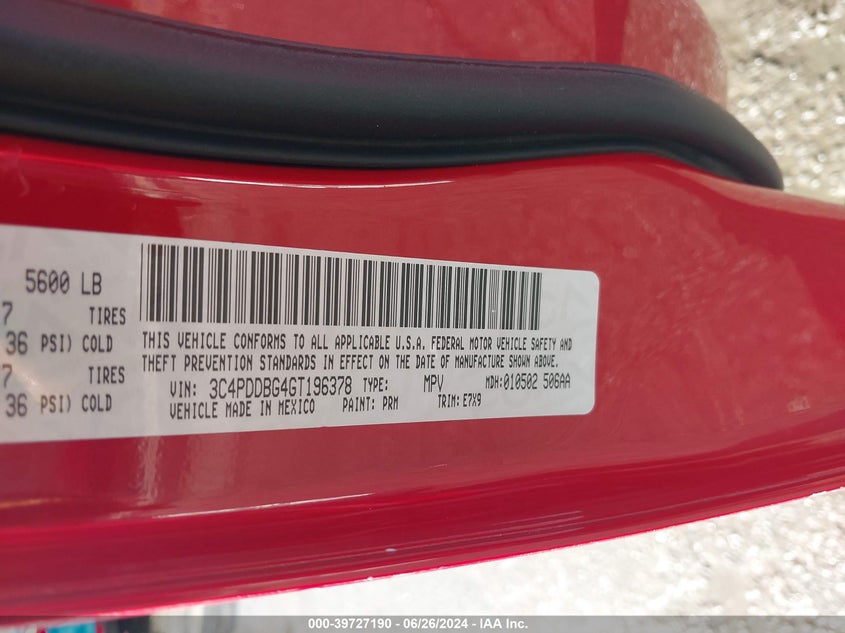 5600 LB
7 TIRES
36 PSI) COLD
7 TIRES
36 PSI) COLD
THIS VEHICLE CONFORMS TO ALL APPLICABLE U.S.A. FEDERAL MOTOR VEHICLE SAFETY AND
THEFT PREVENTION STANDARDS IN EFFECT ON THE DATE OF MANUFACTURE SHOWN ABOVE.
VIN: 3C4PDDBG4GT196378 TYPE: MPV MDH:010502 506AA
VEHICLE MADE IN MEXICO PAINT: PRM TRIM: E7X9
000-39727190 - 06/26/2024 - IAA Inc.